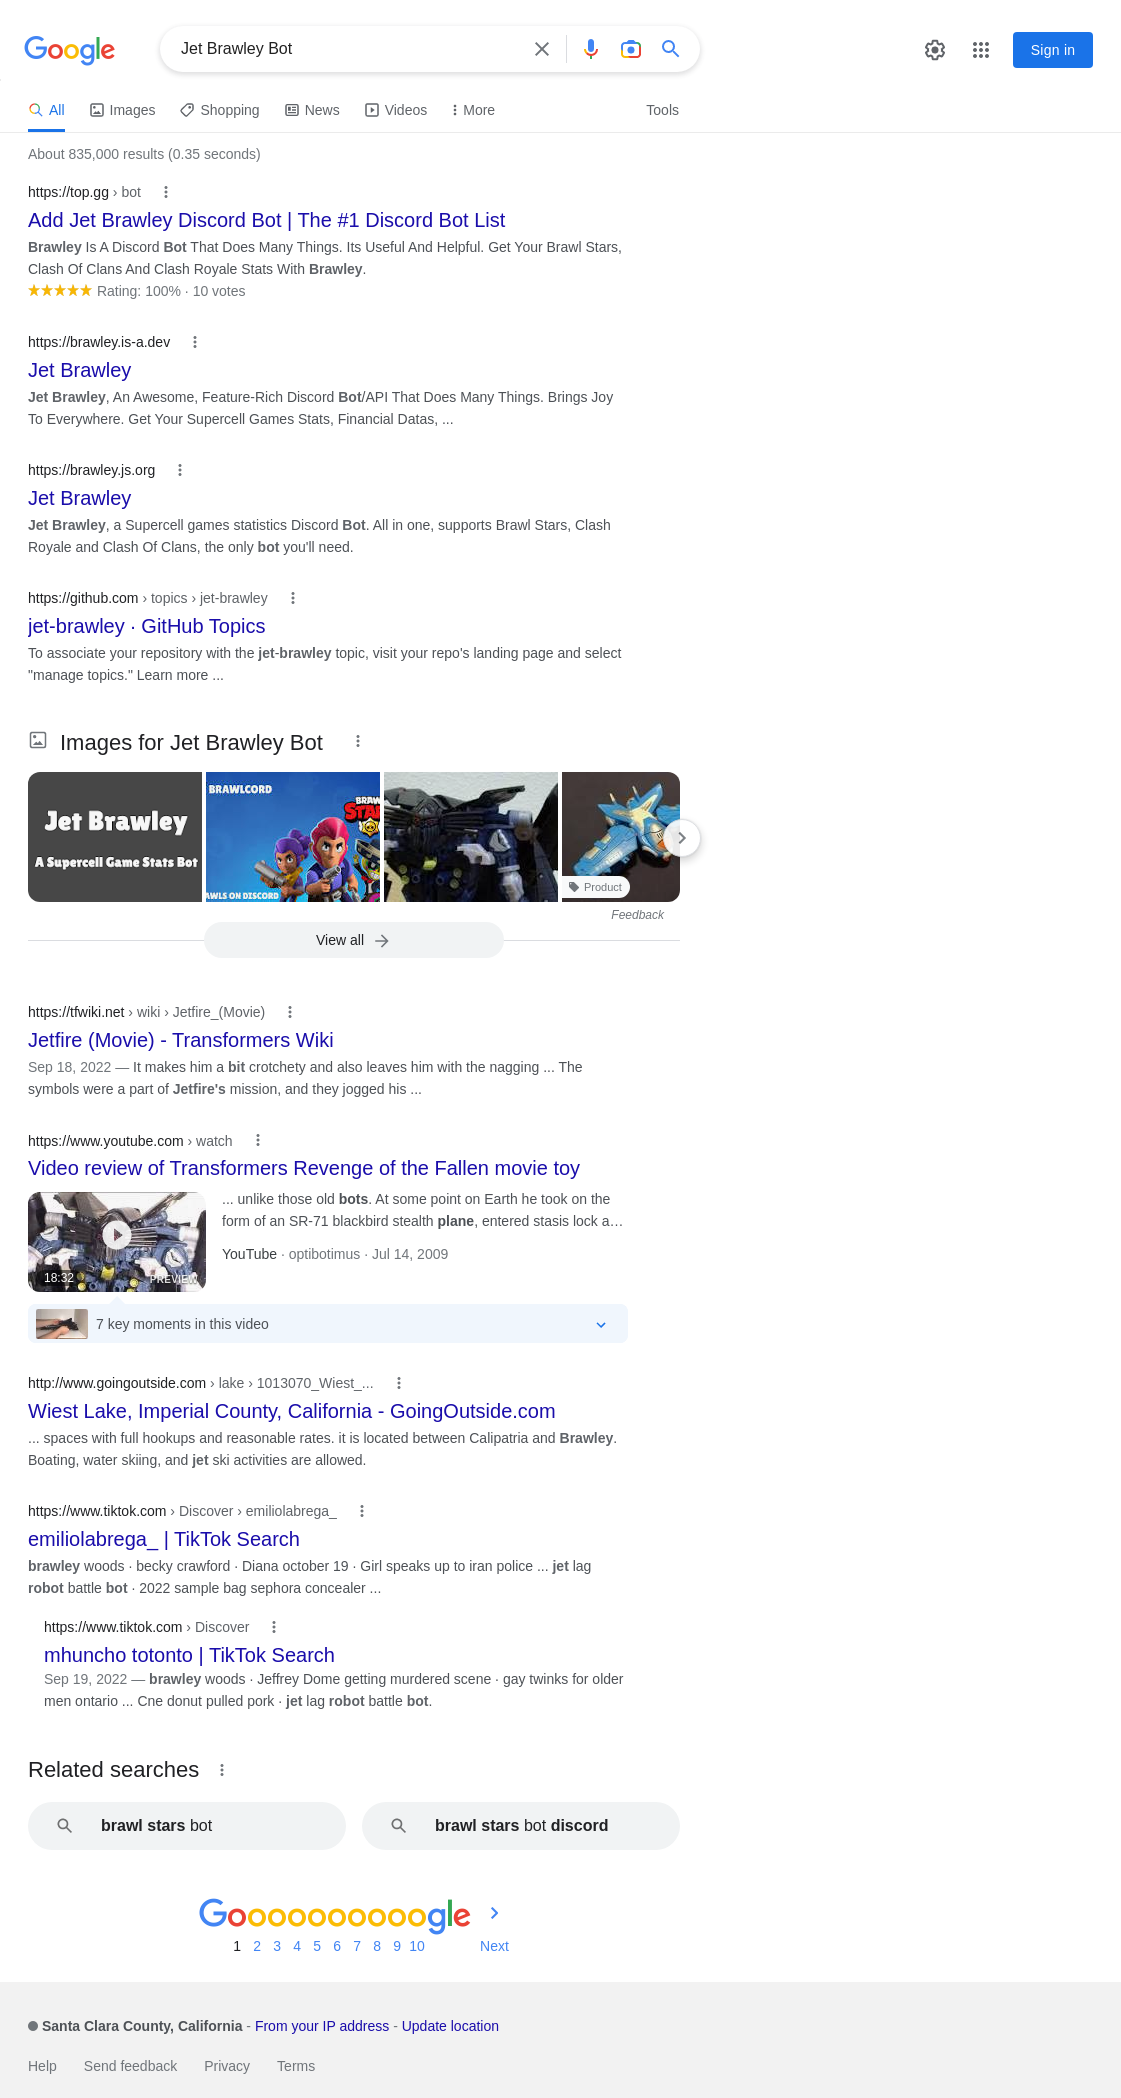 Google
Jet Brawley Bot
Sign in
All
Images
Shopping
News
Videos
More
Tools
About 835,000 results (0.35 seconds)
https://top.gg › bot
Add Jet Brawley Discord Bot | The #1 Discord Bot List
Brawley Is A Discord Bot That Does Many Things. Its Useful And Helpful. Get Your Brawl Stars,
Clash Of Clans And Clash Royale Stats With Brawley.
Rating: 100% · 10 votes
https://brawley.is-a.dev
Jet Brawley
Jet Brawley, An Awesome, Feature-Rich Discord Bot/API That Does Many Things. Brings Joy
To Everywhere. Get Your Supercell Games Stats, Financial Datas, ...
https://brawley.js.org
Jet Brawley
Jet Brawley, a Supercell games statistics Discord Bot. All in one, supports Brawl Stars, Clash
Royale and Clash Of Clans, the only bot you'll need.
https://github.com › topics › jet-brawley
jet-brawley · GitHub Topics
To associate your repository with the jet-brawley topic, visit your repo's landing page and select
"manage topics." Learn more ...
Images for Jet Brawley Bot
Jet Brawley
A Supercell Game Stats Bot
BRAWLCORD
BRAW
STAR
AWLS ON DISCORD
Product
Feedback
View all
https://tfwiki.net › wiki › Jetfire_(Movie)
Jetfire (Movie) - Transformers Wiki
Sep 18, 2022 — It makes him a bit crotchety and also leaves him with the nagging ... The
symbols were a part of Jetfire's mission, and they jogged his ...
https://www.youtube.com › watch
Video review of Transformers Revenge of the Fallen movie toy
... unlike those old bots. At some point on Earth he took on the
form of an SR-71 blackbird stealth plane, entered stasis lock a…
YouTube · optibotimus · Jul 14, 2009
18:32
PREVIEW
7 key moments in this video
http://www.goingoutside.com › lake › 1013070_Wiest_...
Wiest Lake, Imperial County, California - GoingOutside.com
... spaces with full hookups and reasonable rates. it is located between Calipatria and Brawley.
Boating, water skiing, and jet ski activities are allowed.
https://www.tiktok.com › Discover › emiliolabrega_
emiliolabrega_ | TikTok Search
brawley woods · becky crawford · Diana october 19 · Girl speaks up to iran police ... jet lag
robot battle bot · 2022 sample bag sephora concealer ...
https://www.tiktok.com › Discover
mhuncho totonto | TikTok Search
Sep 19, 2022 — brawley woods · Jeffrey Dome getting murdered scene · gay twinks for older
men ontario ... Cne donut pulled pork · jet lag robot battle bot.
Related searches
brawl stars bot
brawl stars bot discord
Goooooooooogle
1 2 3 4 5 6 7 8 9 10 Next
Santa Clara County, California - From your IP address - Update location
Help Send feedback Privacy Terms